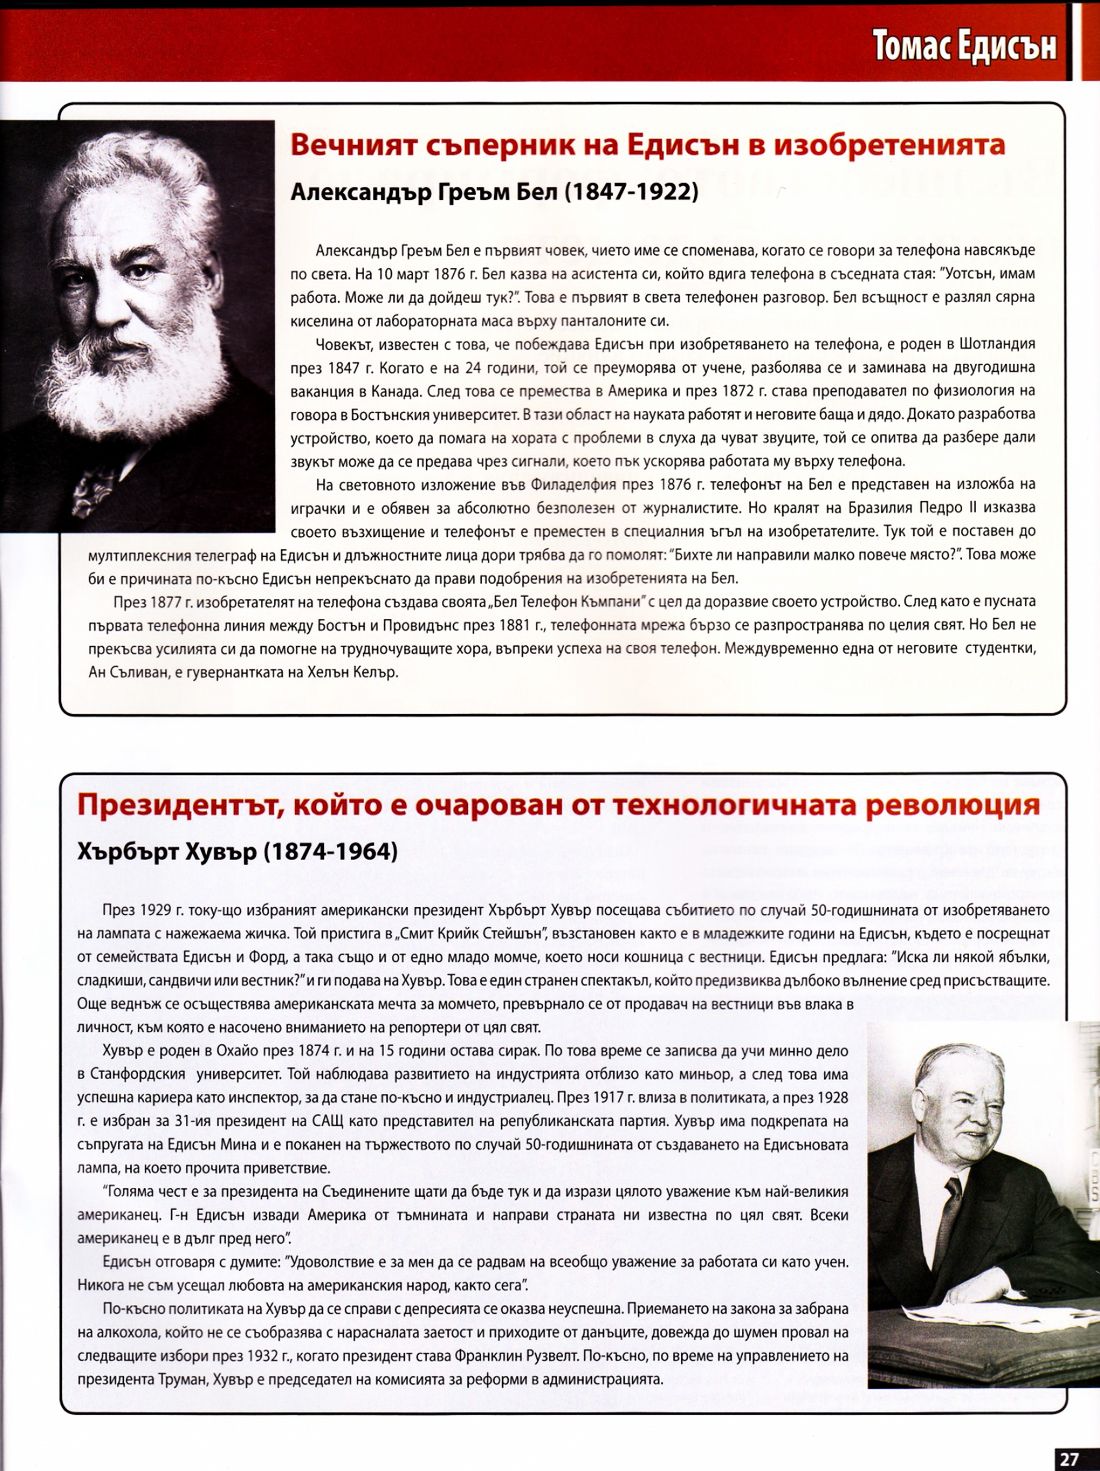 Томас Едисън
Вечният съперник на Едисън в изобретенията
Александър Греъм Бел (1847-1922)
Александър Греъм Бел е първият човек, чието име се споменава, когато се говори за телефона навсякъде
по света. На 10 март 1876 г. Бел казва на асистента си, който вдига телефона в съседната стая: "Уотсън, имам
работа. Може ли да дойдеш тук?". Това е първият в света телефонен разговор. Бел всъщност е разлял сярна
киселина от лабораторната маса върху панталоните си.
Човекът, известен с това, че побеждава Едисън при изобретяването на телефона, е роден в Шотландия
през 1847 г. Когато е на 24 години, той се преуморява от учене, разболява се и заминава на двугодишна
ваканция в Канада. След това се премества в Америка и през 1872 г. става преподавател по физиология на
говора в Бостънския университет. В тази област на науката работят и неговите баща и дядо. Докато разработва
устройство, което да помага на хората с проблеми в слуха да чуват звуците, той се опитва да разбере дали
звукът може да се предава чрез сигнали, което пък ускорява работата му върху телефона.
На световното изложение във Филаделфия през 1876 г. телефонът на Бел е представен на изложба на
играчки и е обявен за абсолютно безполезен от журналистите. Но кралят на Бразилия Педро II изказва
своето възхищение и телефонът е преместен в специалния ъгъл на изобретателите. Тук той е поставен до
мултиплексния телеграф на Едисън и длъжностните лица дори трябва да го помолят: "Бихте ли направили малко повече място?". Това може
би е причината по-късно Едисън непрекъснато да прави подобрения на изобретенията на Бел.
През 1877 г. изобретателят на телефона създава своята „Бел Телефон Къмпани" с цел да доразвие своето устройство. След като е пусната
първата телефонна линия между Бостън и Провидънс през 1881 г., телефонната мрежа бързо се разпространява по целия свят. Но Бел не
прекъсва усилията си да помогне на трудночуващите хора, въпреки успеха на своя телефон. Междувременно една от неговите студентки,
Ан Съливан, е гувернантката на Хелън Келър.
Президентът, който е очарован от технологичната революция
Хърбърт Хувър (1874-1964)
През 1929 г. току-що избраният американски президент Хърбърт Хувър посещава събитието по случай 50-годишнината от изобретяването
на лампата с нажежаема жичка. Той пристига в „Смит Крийк Стейшън", възстановен както е в младежките години на Едисън, където е посрещнат
от семействата Едисън и Форд, а така също и от едно младо момче, което носи кошница с вестници. Едисън предлага: "Иска ли някой ябълки,
сладкиши, сандвичи или вестник?" и ги подава на Хувър. Това е един странен спектакъл, който предизвиква дълбоко вълнение сред присъстващите.
Още веднъж се осъществява американската мечта за момчето, превърнало се от продавач на вестници във влака в
личност, към която е насочено вниманието на репортери от цял свят.
Хувър е роден в Охайо през 1874 г. и на 15 години остава сирак. По това време се записва да учи минно дело
в Станфордския университет. Той наблюдава развитието на индустрията отблизо като миньор, а след това има
успешна кариера като инспектор, за да стане по-късно и индустриалец. През 1917 г. влиза в политиката, а през 1928
г. е избран за 31-ия президент на САЩ като представител на републиканската партия. Хувър има подкрепата на
съпругата на Едисън Мина и е поканен на тържеството по случай 50-годишнината от създаването на Едисъновата
лампа, на което прочита приветствие.
"Голяма чест е за президента на Съединените щати да бъде тук и да изрази цялото уважение към най-великия
американец. Г-н Едисън извади Америка от тъмнината и направи страната ни известна по цял свят. Всеки
американец е в дълг пред него".
Едисън отговаря с думите: "Удоволствие е за мен да се радвам на всеобщо уважение за работата си като учен.
Никога не съм усещал любовта на американския народ, както сега".
По-късно политиката на Хувър да се справи с депресията се оказва неуспешна. Приемането на закона за забрана
на алкохола, който не се съобразява с нарасналата заетост и приходите от данъците, довежда до шумен провал на
следващите избори през 1932 г., когато президент става Франклин Рузвелт. По-късно, по време на управлението на
президента Труман, Хувър е председател на комисията за реформи в администрацията.
CBS
27